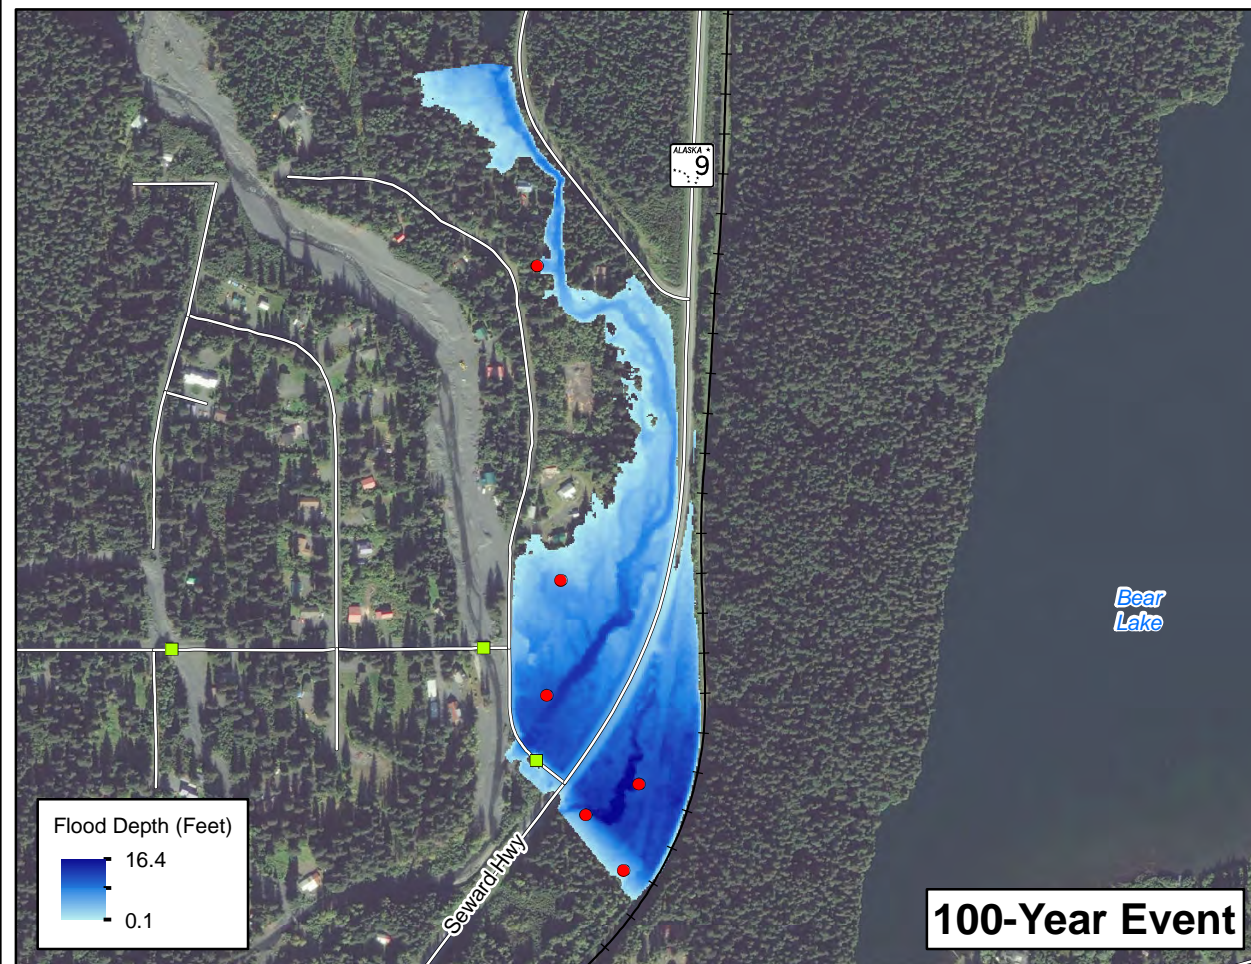 ALASKA
9
Bear
Lake
Seward Hwy
Flood Depth (Feet)
16.4
0.1
100-Year Event